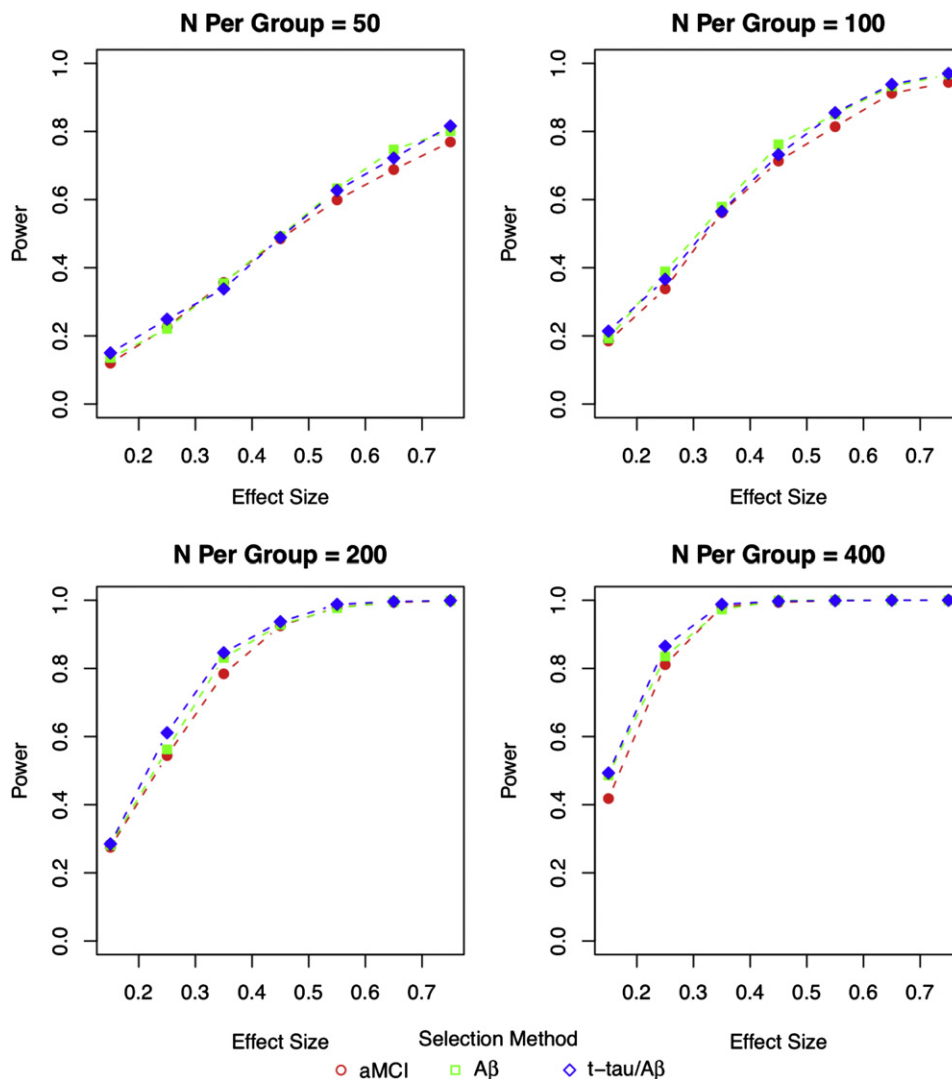 N Per Group = 50
N Per Group = 100
1.0
0.8
0.6
0.4
0.2
0.0
Power
1.0
0.8
0.6
0.4
0.2
0.0
Power
0.2 0.3 0.4 0.5 0.6 0.7
0.2 0.3 0.4 0.5 0.6 0.7
Effect Size
Effect Size
N Per Group = 200
N Per Group = 400
1.0
0.8
0.6
0.4
0.2
0.0
Power
1.0
0.8
0.6
0.4
0.2
0.0
Power
0.2 0.3 0.4 0.5 0.6 0.7
0.2 0.3 0.4 0.5 0.6 0.7
Effect Size
Effect Size
Selection Method
aMCI Aβ t-tau/Aβ